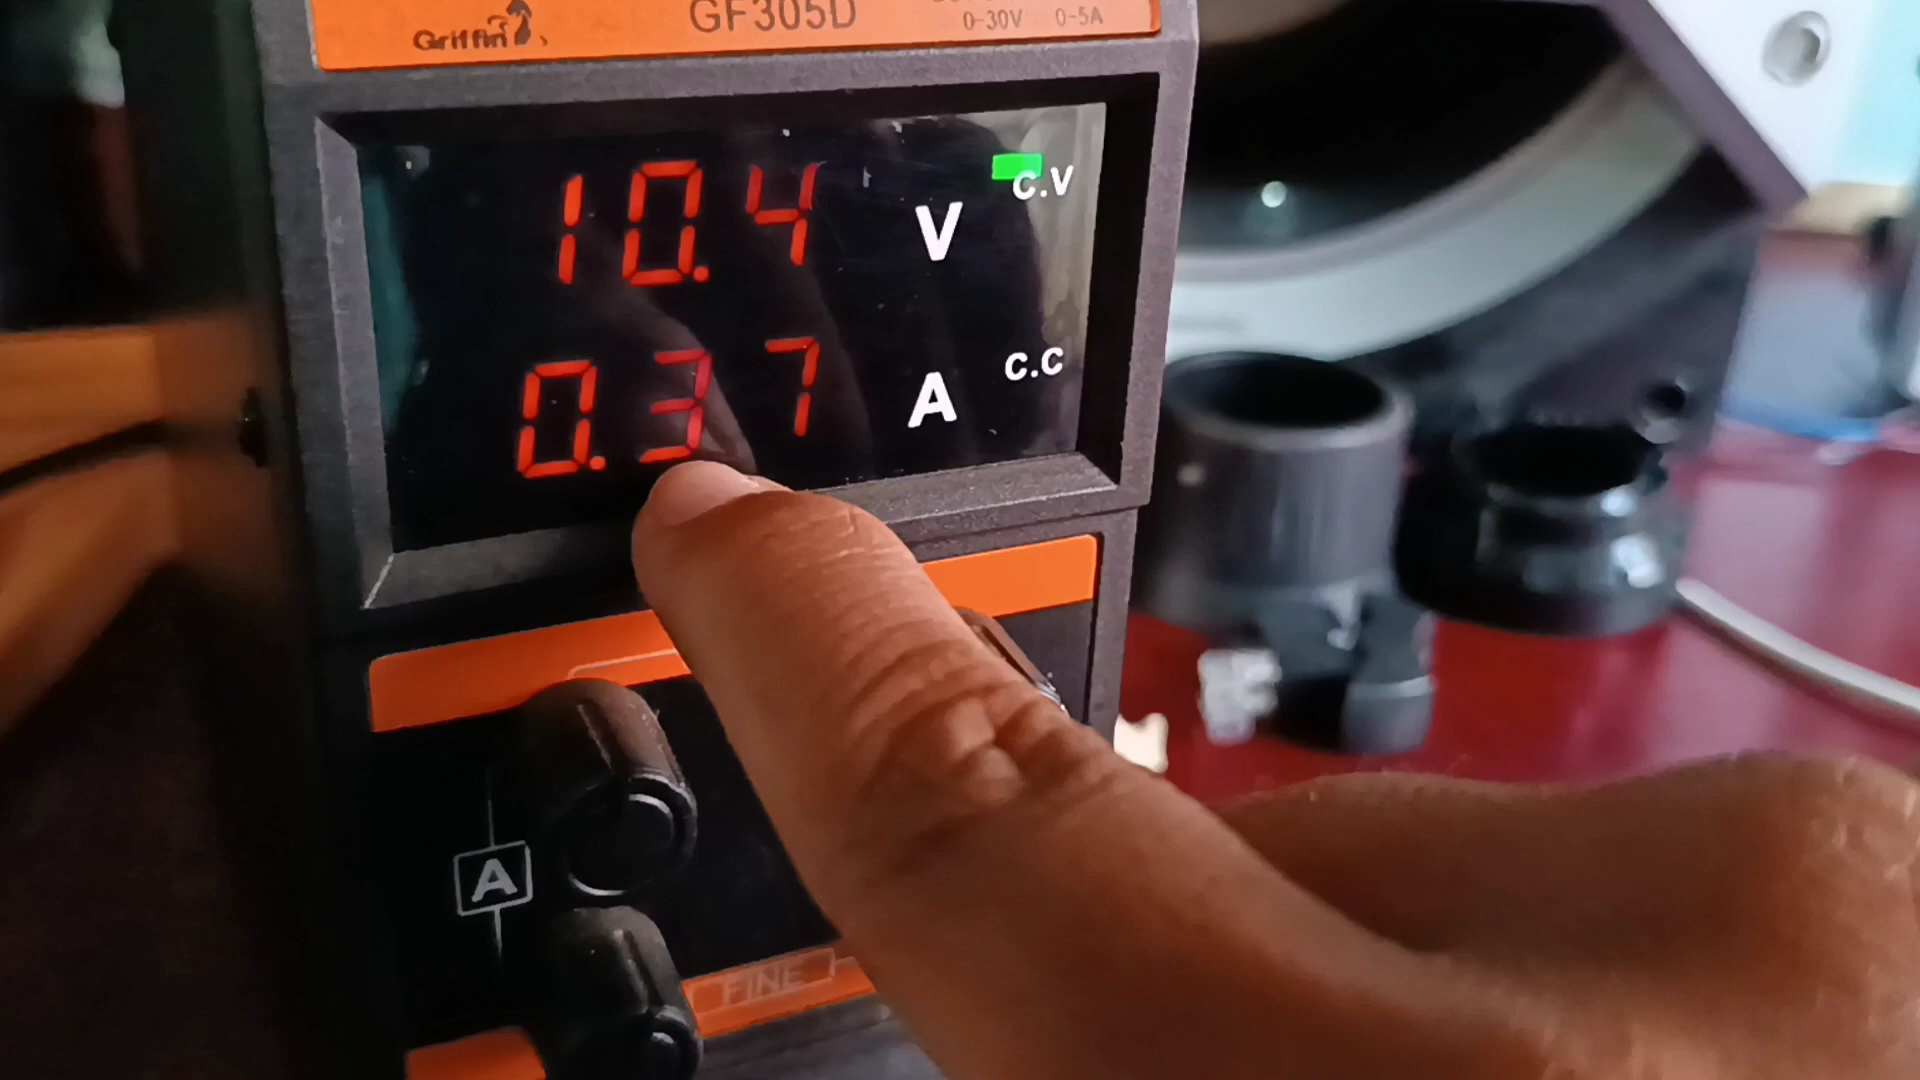 Griffin
GF305D
0-30V 0-5A
10.4 V C.V
0.37 A C.C
A
FINE